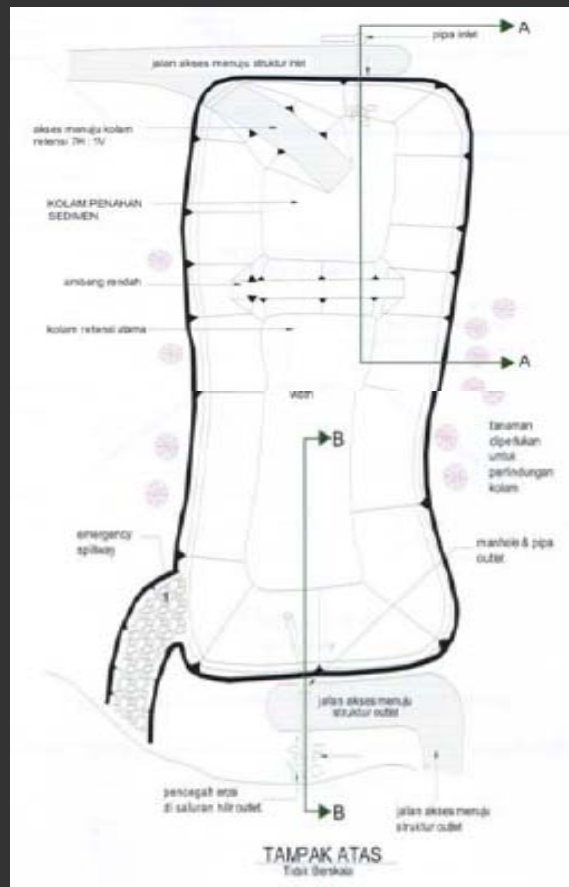 A
pipa inlet
jalan akses menuju struktur inlet
akses menuju kolam
retensi 7H : 1V
KOLAM PENAHAN
SEDIMEN
ambang rendah
kolam retensi utama
A
Width
B
tanaman
diperlukan
untuk
perlindungan
kolam
emergency
spillway
manhole & pipa
outlet
jalan akses menuju
struktur outlet
pencegah erosi
di saluran hilir outlet
B
jalan akses menuju
struktur outlet
TAMPAK ATAS
Tidak Berskala